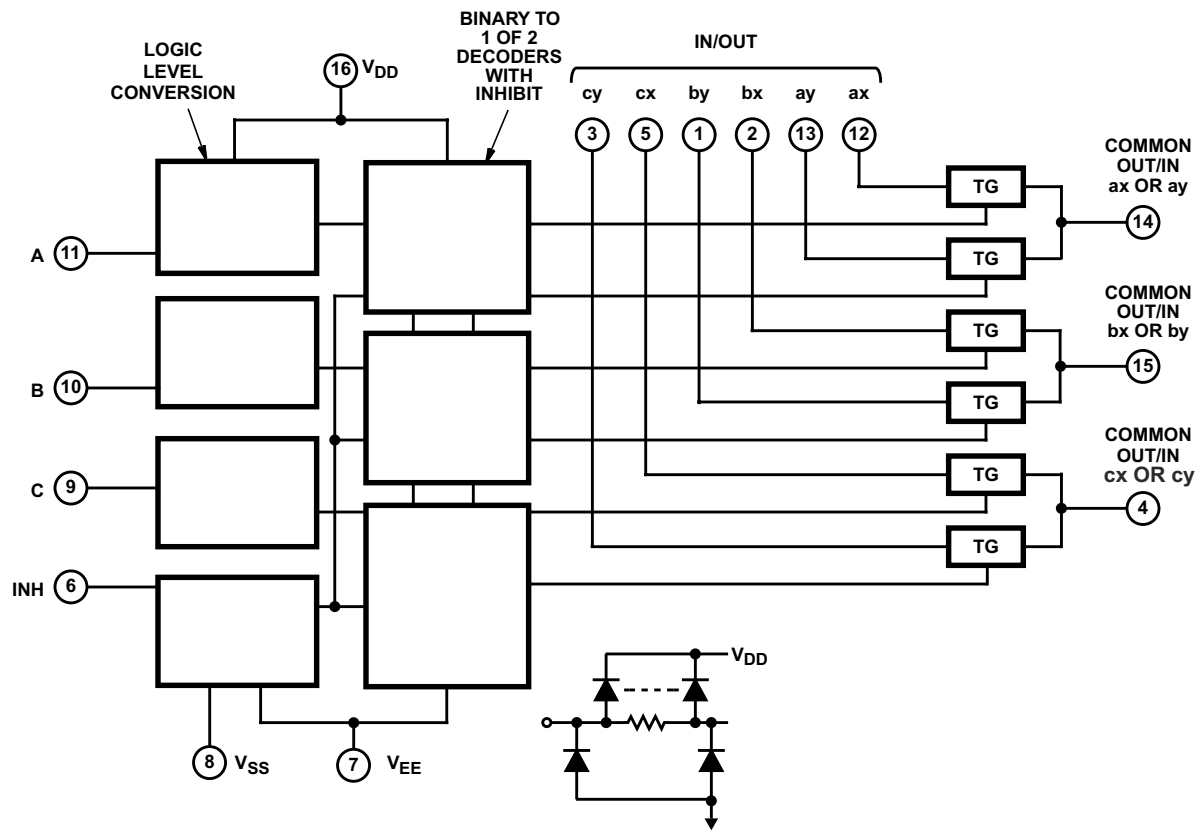 LOGIC
LEVEL
CONVERSION
16 VDD
BINARY TO
1 OF 2
DECODERS
WITH
INHIBIT
IN/OUT
cy cx by bx ay ax
3 5 1 2 13 12
TG
TG
TG
TG
TG
TG
COMMON
OUT/IN
ax OR ay
14
COMMON
OUT/IN
bx OR by
15
COMMON
OUT/IN
cx OR cy
4
A 11
B 10
C 9
INH 6
8 VSS
7 VEE
VDD